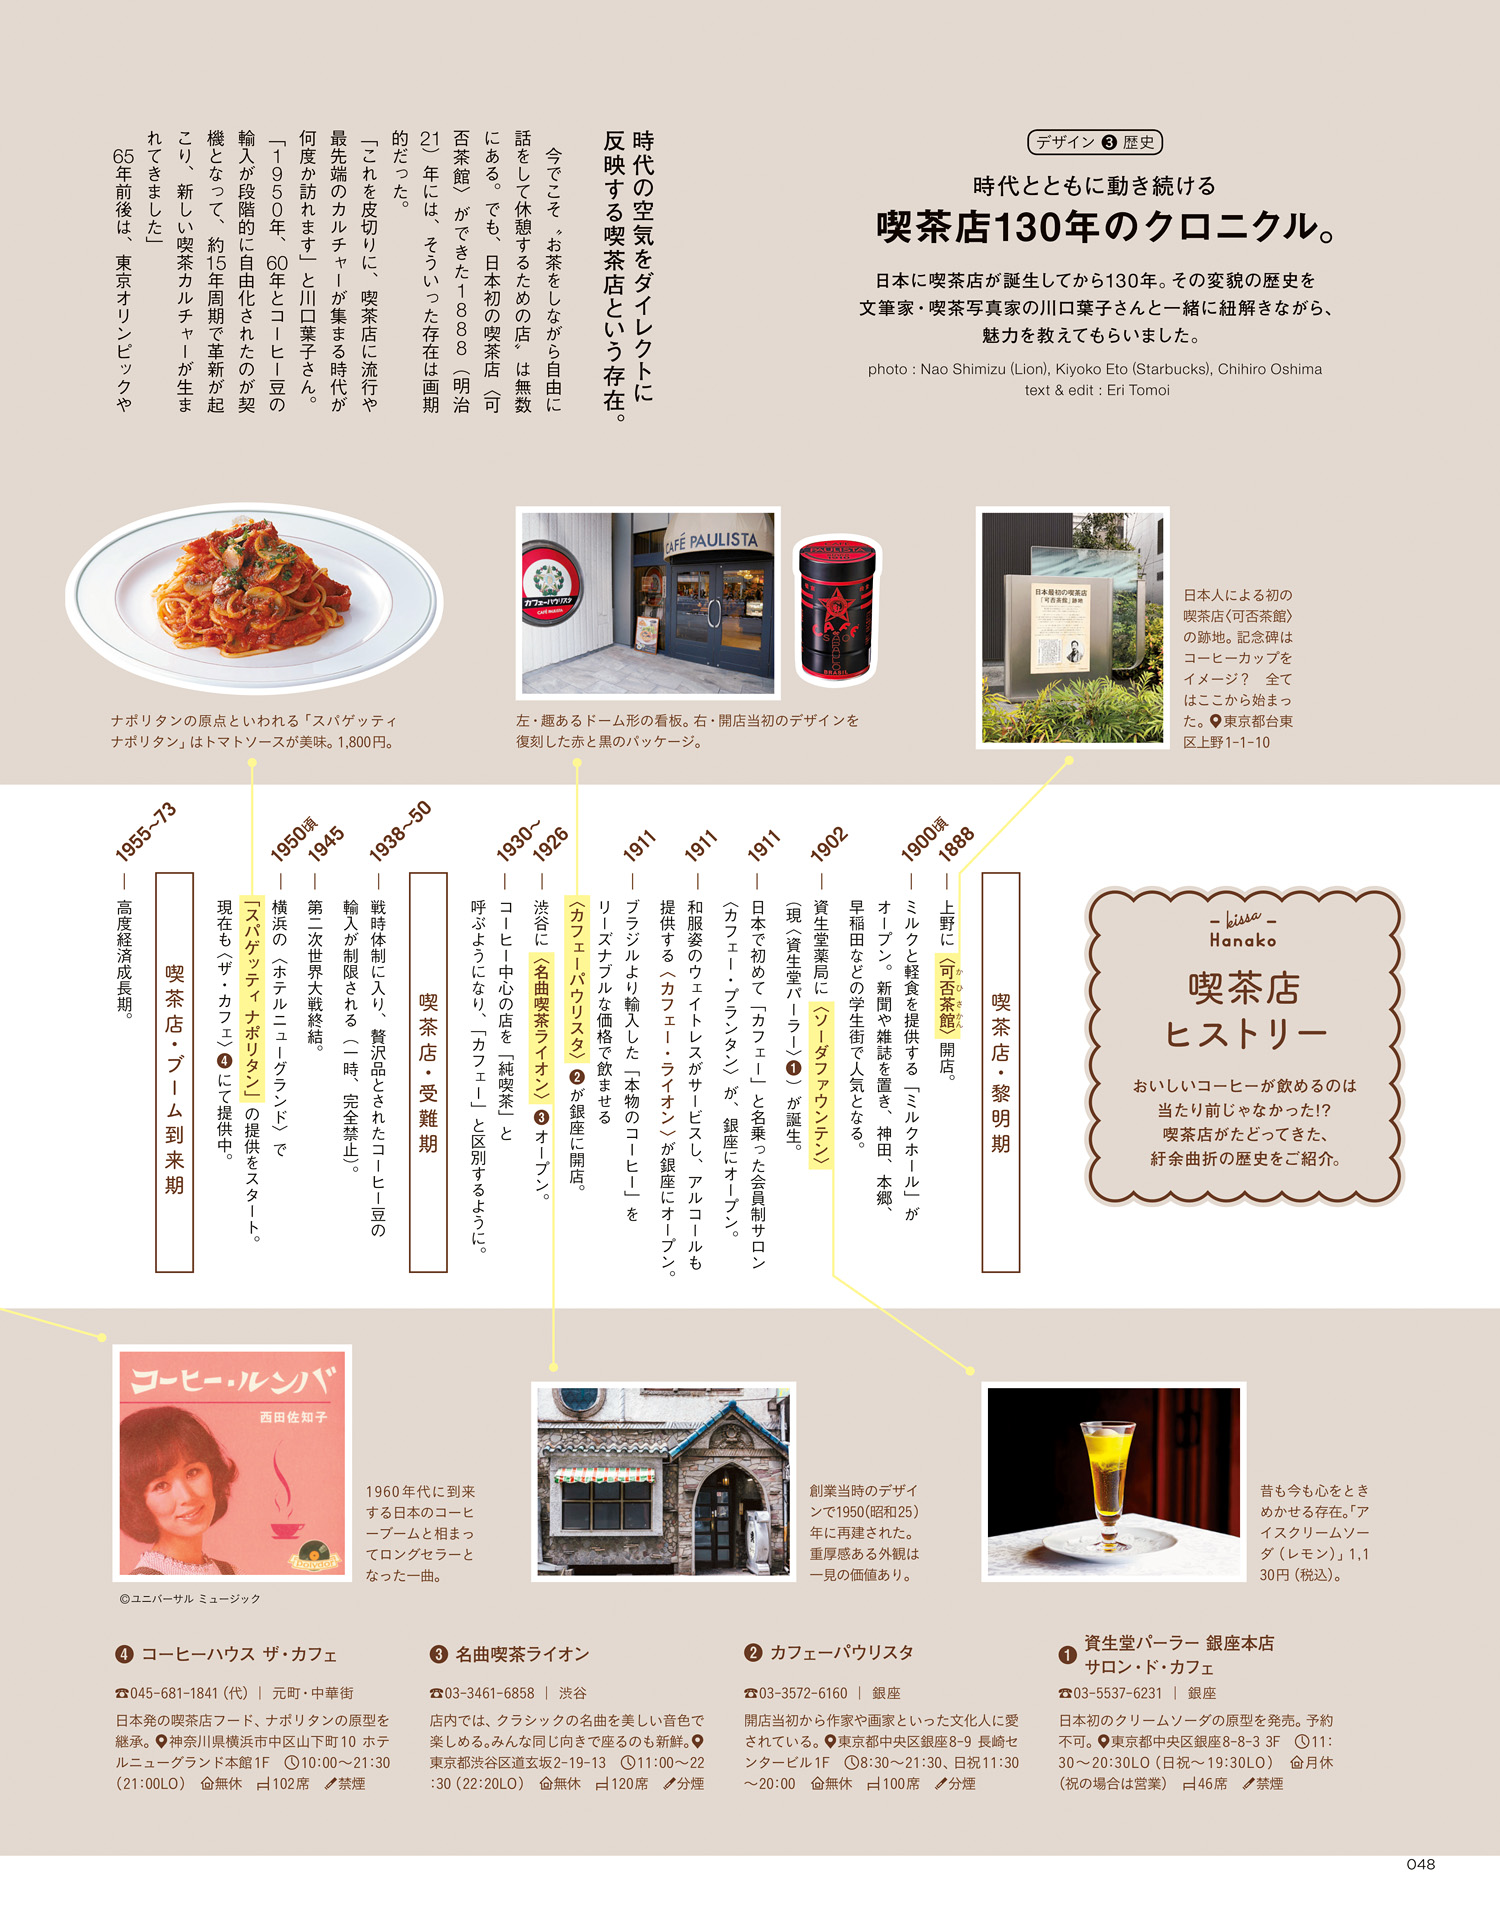 デザイン ❸ 歴史
時代とともに動き続ける
喫茶店130年のクロニクル。
日本に喫茶店が誕生してから130年。その変貌の歴史を
文筆家・喫茶写真家の川口葉子さんと一緒に紐解きながら、
魅力を教えてもらいました。
photo : Nao Shimizu (Lion), Kiyoko Eto (Starbucks), Chihiro Oshima
text & edit : Eri Tomoi
時代の空気をダイレクトに
反映する喫茶店という存在。
今でこそ〝お茶をしながら自由に
話をして休憩するための店〟は無数
にある。でも、日本初の喫茶店〈可
否茶館〉ができた1888（明治
21）年には、そういった存在は画期
的だった。
「これを皮切りに、喫茶店に流行や
最先端のカルチャーが集まる時代が
何度か訪れます」と川口葉子さん。
「1950年、60年とコーヒー豆の
輸入が段階的に自由化されたのが契
機となって、約15年周期で革新が起
こり、新しい喫茶カルチャーが生ま
れてきました」
65年前後は、東京オリンピックや
日本最初の喫茶店
「可否茶館」跡地
日本人による初の
喫茶店〈可否茶館〉
の跡地。記念碑は
コーヒーカップを
イメージ？　全て
はここから始まっ
た。東京都台東
区上野1-1-10
CAFÉ PAULISTA
カフェーパウリスタ
CAFÉ PAULISTA
PAULISTA
BRASIL
左・趣あるドーム形の看板。右・開店当初のデザインを
復刻した赤と黒のパッケージ。
ナポリタンの原点といわれる「スパゲッティ
ナポリタン」はトマトソースが美味。1,800円。
kissa
Hanako
喫茶店
ヒストリー
おいしいコーヒーが飲めるのは
当たり前じゃなかった!?
喫茶店がたどってきた、
紆余曲折の歴史をご紹介。
喫茶店・黎明期
1888
上野に〈可否茶館〉開店。
かひさかん
1900頃
ミルクと軽食を提供する「ミルクホール」が
オープン。新聞や雑誌を置き、神田、本郷、
早稲田などの学生街で人気となる。
1902
資生堂薬局に〈ソーダファウンテン〉
（現〈資生堂パーラー〉❶）が誕生。
1911
日本で初めて「カフェー」と名乗った会員制サロン
〈カフェー・プランタン〉が、銀座にオープン。
1911
和服姿のウェイトレスがサービスし、アルコールも
提供する〈カフェー・ライオン〉が銀座にオープン。
1911
ブラジルより輸入した「本物のコーヒー」を
リーズナブルな価格で飲ませる
〈カフェーパウリスタ〉❷が銀座に開店。
1926
渋谷に〈名曲喫茶ライオン〉❸オープン。
1930〜
コーヒー中心の店を「純喫茶」と
呼ぶようになり、「カフェー」と区別するように。
喫茶店・受難期
1938〜50
戦時体制に入り、贅沢品とされたコーヒー豆の
輸入が制限される（一時、完全禁止）。
1945
第二次世界大戦終結。
1950頃
横浜の〈ホテルニューグランド〉で
「スパゲッティ ナポリタン」の提供をスタート。
現在も〈ザ・カフェ〉❹にて提供中。
喫茶店・ブーム到来期
1955〜73
高度経済成長期。
昔も今も心をとき
めかせる存在。「ア
イスクリームソー
ダ（レモン）」1,1
30円（税込）。
創業当時のデザイ
ンで1950（昭和25）
年に再建された。
重厚感ある外観は
一見の価値あり。
コーヒー・ルンバ
西田佐知子
polydor
1960年代に到来
する日本のコーヒ
ーブームと相まっ
てロングセラーと
なった一曲。
©ユニバーサル ミュージック
❶ 資生堂パーラー 銀座本店
サロン・ド・カフェ
☎03-5537-6231 ｜ 銀座
日本初のクリームソーダの原型を発売。予約
不可。東京都中央区銀座8-8-3 3F　11:
30〜20:30LO（日祝〜19:30LO）　月休
（祝の場合は営業）　46席　禁煙
❷ カフェーパウリスタ
☎03-3572-6160 ｜ 銀座
開店当初から作家や画家といった文化人に愛
されている。東京都中央区銀座8-9 長崎セ
ンタービル1F　8:30〜21:30、日祝11:30
〜20:00　無休　100席　分煙
❸ 名曲喫茶ライオン
☎03-3461-6858 ｜ 渋谷
店内では、クラシックの名曲を美しい音色で
楽しめる。みんな同じ向きで座るのも新鮮。
東京都渋谷区道玄坂2-19-13　11:00〜22
:30（22:20LO）　無休　120席　分煙
❹ コーヒーハウス ザ・カフェ
☎045-681-1841（代）｜ 元町・中華街
日本発の喫茶店フード、ナポリタンの原型を
継承。神奈川県横浜市中区山下町10 ホテ
ルニューグランド本館1F　10:00〜21:30
（21:00LO）　無休　102席　禁煙
048